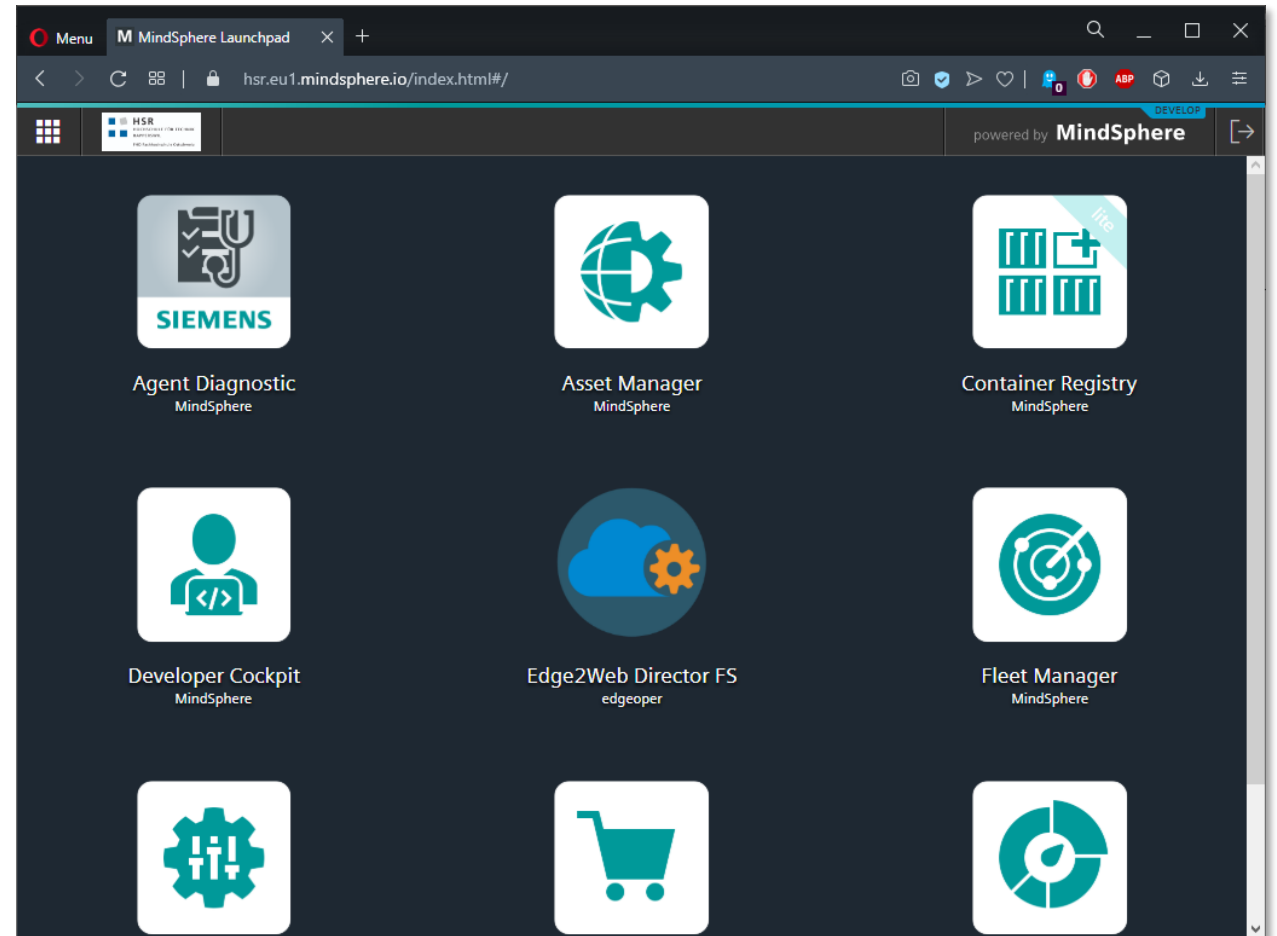 Menu
M MindSphere Launchpad
hsr.eu1.mindsphere.io/index.html#/
0
ABP
HSR
DEVELOP
powered by MindSphere
SIEMENS
lite
Agent Diagnostic
MindSphere
Asset Manager
MindSphere
Container Registry
MindSphere
</>
Developer Cockpit
MindSphere
Edge2Web Director FS
edgeoper
Fleet Manager
MindSphere